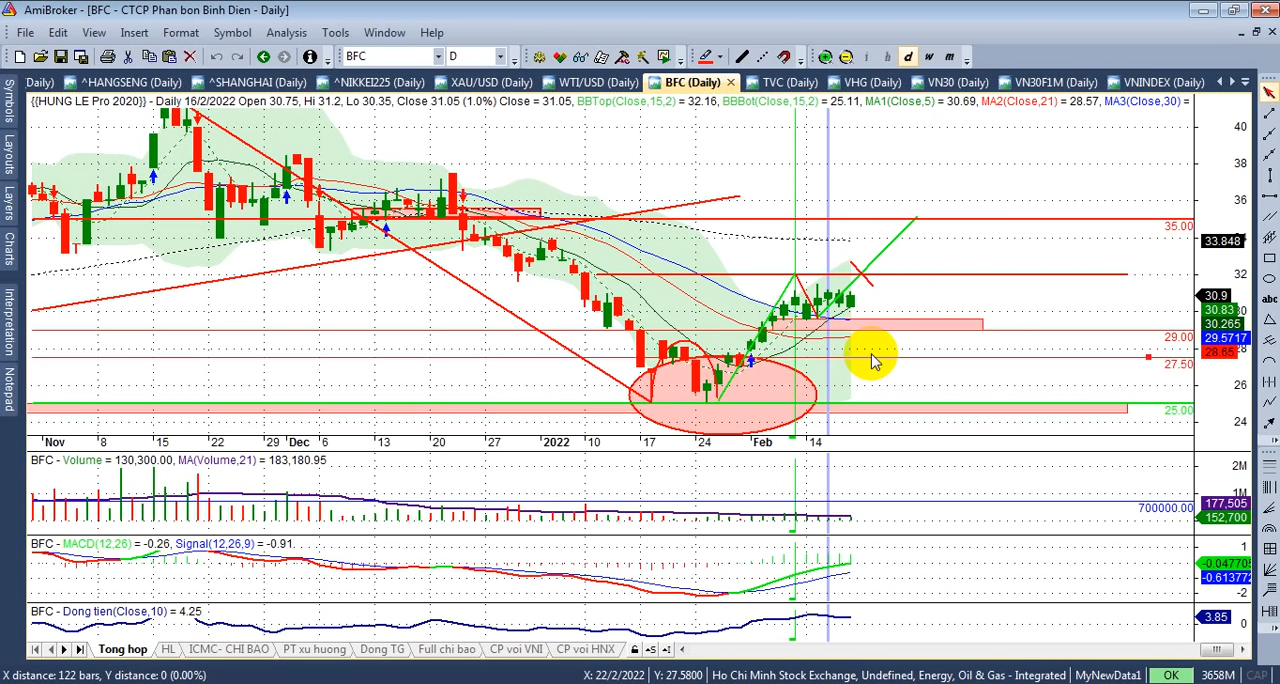 AmiBroker - [BFC - CTCP Phan bon Binh Dien - Daily]
File Edit View Insert Format Symbol Analysis Tools Window Help
BFC D i h d w m
Daily) ^HANGSENG (Daily) ^SHANGHAI (Daily) ^NIKKEI225 (Daily) XAU/USD (Daily) WTI/USD (Daily) BFC (Daily) TVC (Daily) VHG (Daily) VN30 (Daily) VN30F1M (Daily) VNINDEX (Daily)
Symbols
Layouts
Layers
Charts
Interpretation
Notepad
{{HUNG LE Pro 2020}} - Daily 16/2/2022 Open 30.75, Hi 31.2, Lo 30.35, Close 31.05 (1.0%) Close = 31.05, BBTop(Close,15,2) = 32.16, BBBot(Close,15,2) = 25.11, MA1(Close,5) = 30.69, MA2(Close,21) = 28.57, MA3(Close,30) =
40
38
36
35.00
33.848
32
30.9
30.83
30.265
29.00
29.5717
28
28.65
27.50
26
25.00
24
Nov 8 15 22 29 Dec 6 13 20 27 2022 10 17 24 Feb 14
BFC - Volume = 130,300.00, MA(Volume,21) = 183,180.95
2M
1M
177,505
700000.00
152,700
BFC - MACD(12,26) = -0.26, Signal(12,26,9) = -0.91
1
-0.047705
-0.613772
-2
BFC - Dong tien(Close,10) = 4.25
3.85
0
Tong hop HL ICMC- CHI BAO PT xu huong Dong TG Full chi bao CP voi VNI CP voi HNX
abc
X distance: 122 bars, Y distance: 0 (0.00%) X: 22/2/2022 Y: 27.5800 Ho Chi Minh Stock Exchange, Undefined, Energy, Oil & Gas - Integrated MyNewData1 OK 3658M CAP